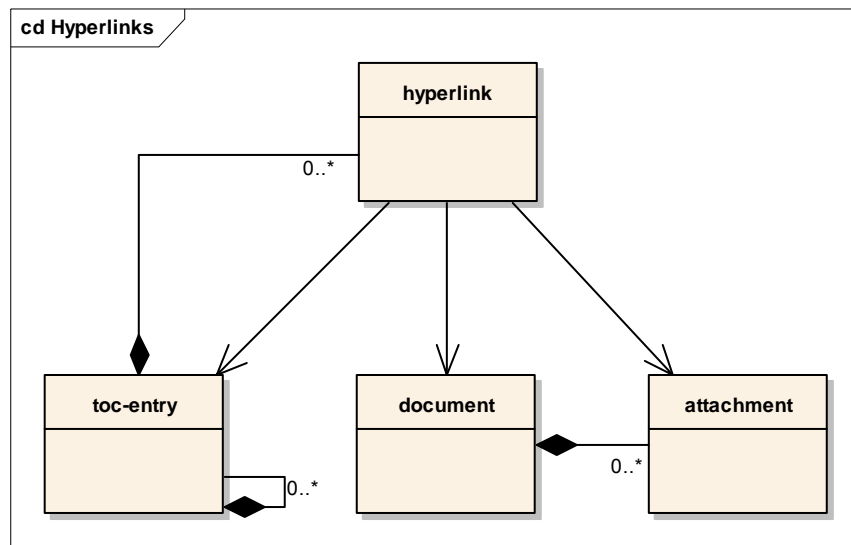 cd Hyperlinks
hyperlink
0..*
toc-entry
document
attachment
0..*
0..*